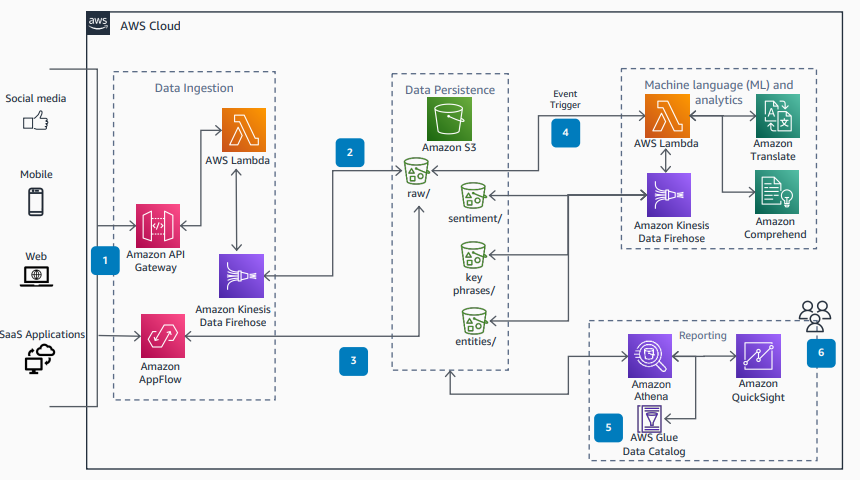 aws
AWS Cloud
Social media
Mobile
Web
SaaS Applications
1
Data Ingestion
AWS Lambda
Amazon API
Gateway
Amazon Kinesis
Data Firehose
Amazon
AppFlow
2
3
Data Persistence
Amazon S3
raw/
sentiment/
key
phrases/
entities/
Event
Trigger
4
Machine language (ML) and
analytics
AWS Lambda
Amazon
Translate
Amazon Kinesis
Data Firehose
Amazon
Comprehend
Reporting
Amazon
Athena
Amazon
QuickSight
5
AWS Glue
Data Catalog
6